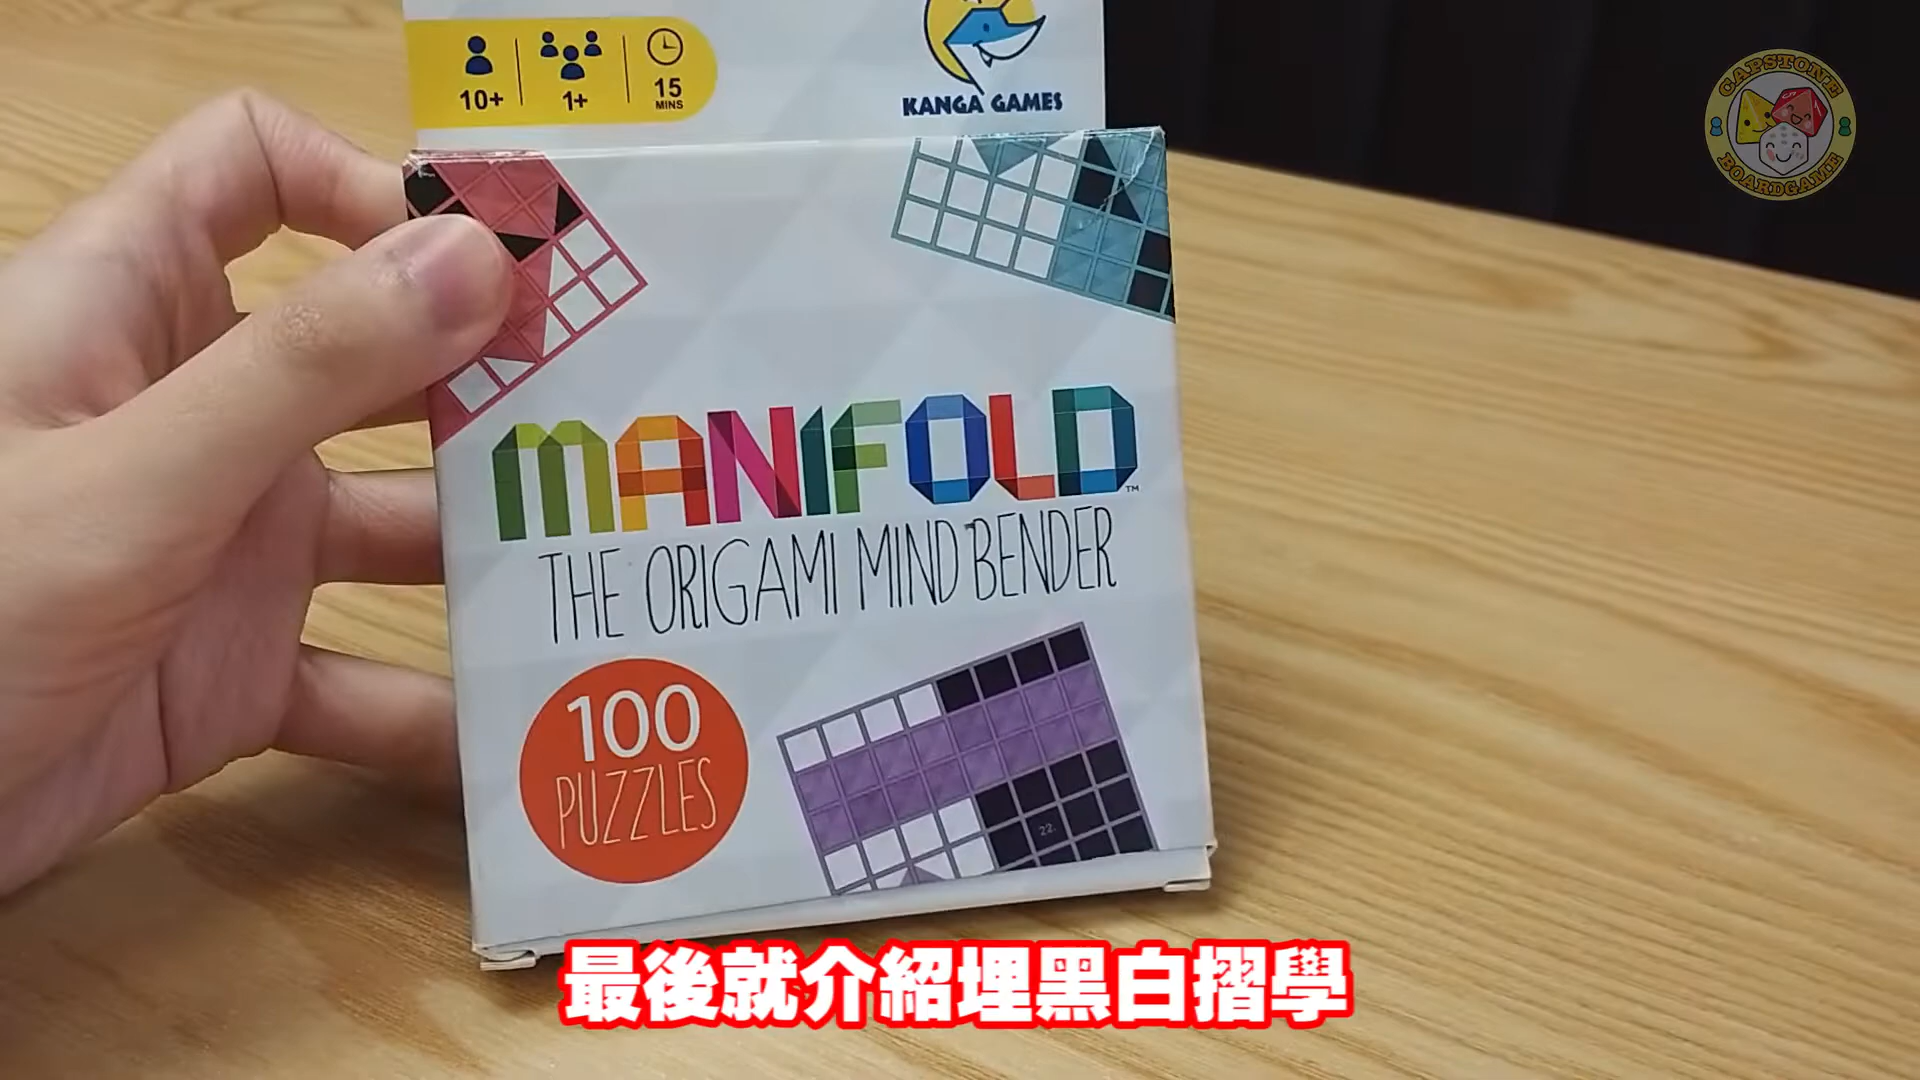 10+
1+
15
MINS
KANGA GAMES
CAPSTONE
BOARDGAME
MANIFOLD™
THE ORIGAMI MIND BENDER
100
PUZZLES
22.
最後就介紹埋黑白摺學